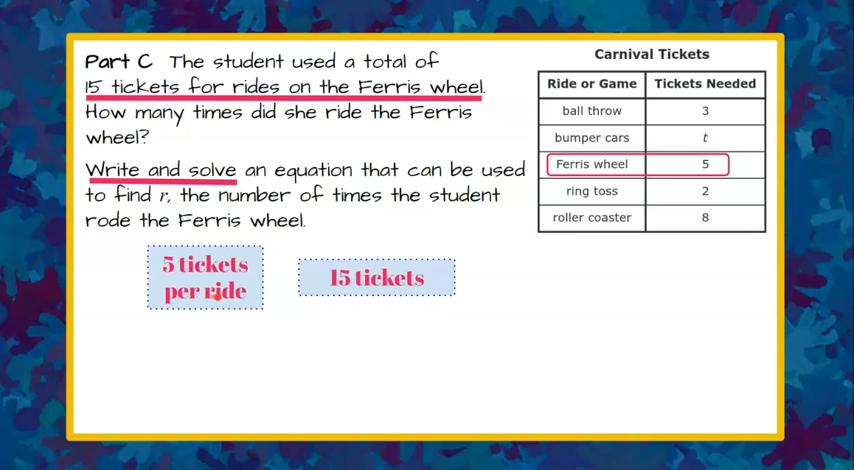 Part C The student used a total of
15 tickets for rides on the Ferris wheel.
How many times did she ride the Ferris
wheel?
Write and solve an equation that can be used
to find r, the number of times the student
rode the Ferris wheel.
Carnival Tickets
Ride or Game Tickets Needed
ball throw 3
bumper cars t
Ferris wheel 5
ring toss 2
roller coaster 8
5 tickets
per ride
15 tickets